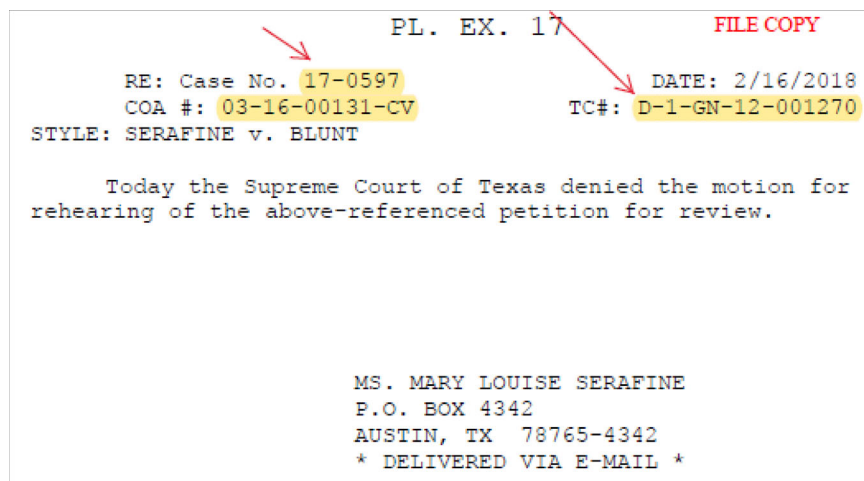 PL. EX. 17 FILE COPY
RE: Case No. 17-0597 DATE: 2/16/2018
COA #: 03-16-00131-CV TC#: D-1-GN-12-001270
STYLE: SERAFINE v. BLUNT
Today the Supreme Court of Texas denied the motion for
rehearing of the above-referenced petition for review.
MS. MARY LOUISE SERAFINE
P.O. BOX 4342
AUSTIN, TX 78765-4342
* DELIVERED VIA E-MAIL *